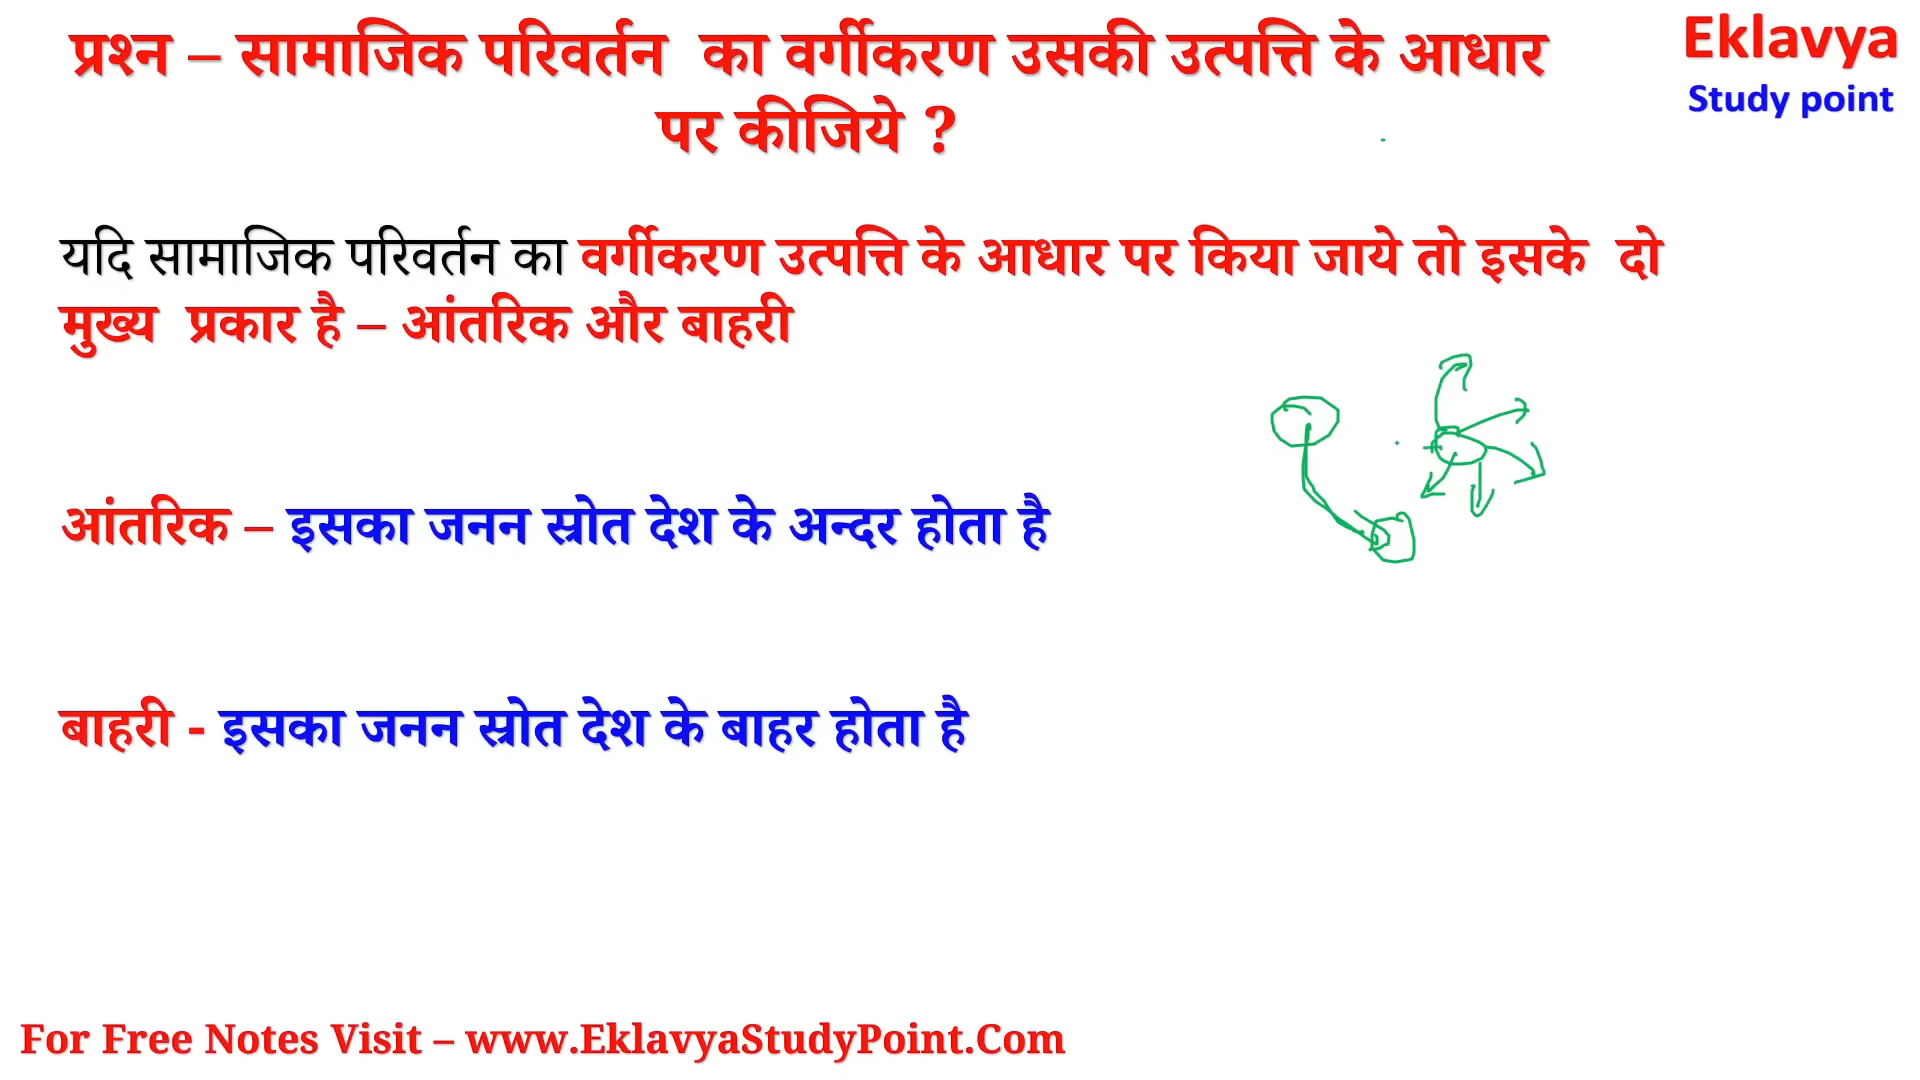 प्रश्न – सामाजिक परिवर्तन का वर्गीकरण उसकी उत्पत्ति के आधार
पर कीजिये ?
Eklavya
Study point
यदि सामाजिक परिवर्तन का वर्गीकरण उत्पत्ति के आधार पर किया जाये तो इसके दो
मुख्य प्रकार है – आंतरिक और बाहरी
आंतरिक – इसका जनन स्रोत देश के अन्दर होता है
बाहरी - इसका जनन स्रोत देश के बाहर होता है
For Free Notes Visit – www.EklavyaStudyPoint.Com